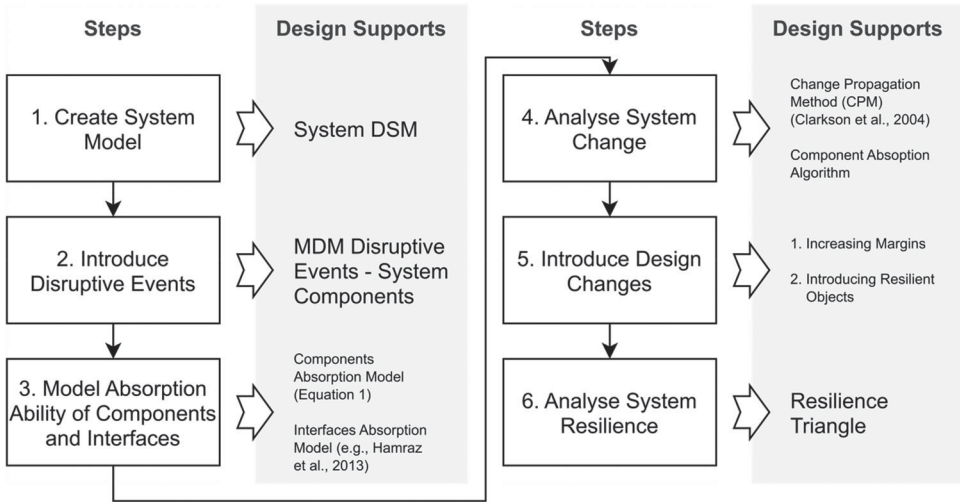 Steps
Design Supports
1. Create System
Model
System DSM
2. Introduce
Disruptive Events
MDM Disruptive
Events - System
Components
3. Model Absorption
Ability of Components
and Interfaces
Components
Absorption Model
(Equation 1)
Interfaces Absorption
Model (e.g., Hamraz
et al., 2013)
Steps
Design Supports
4. Analyse System
Change
Change Propagation
Method (CPM)
(Clarkson et al., 2004)
Component Absoption
Algorithm
5. Introduce Design
Changes
1. Increasing Margins
2. Introducing Resilient
Objects
6. Analyse System
Resilience
Resilience
Triangle